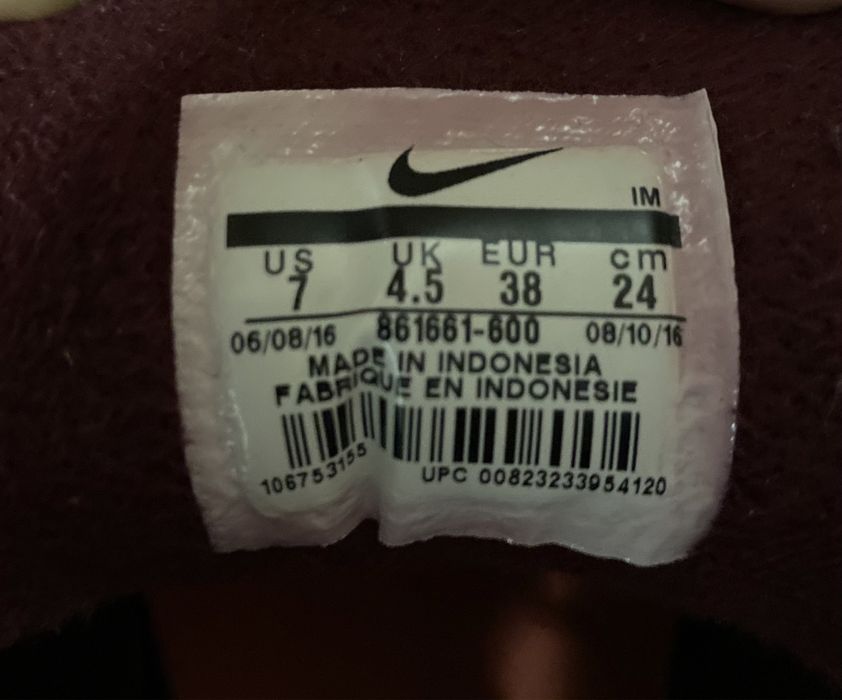 IM
US UK EUR cm
7 4.5 38 24
06/08/16 861661-600 08/10/16
MADE IN INDONESIA
FABRIQUE EN INDONESIE
106753155 UPC 00823233954120